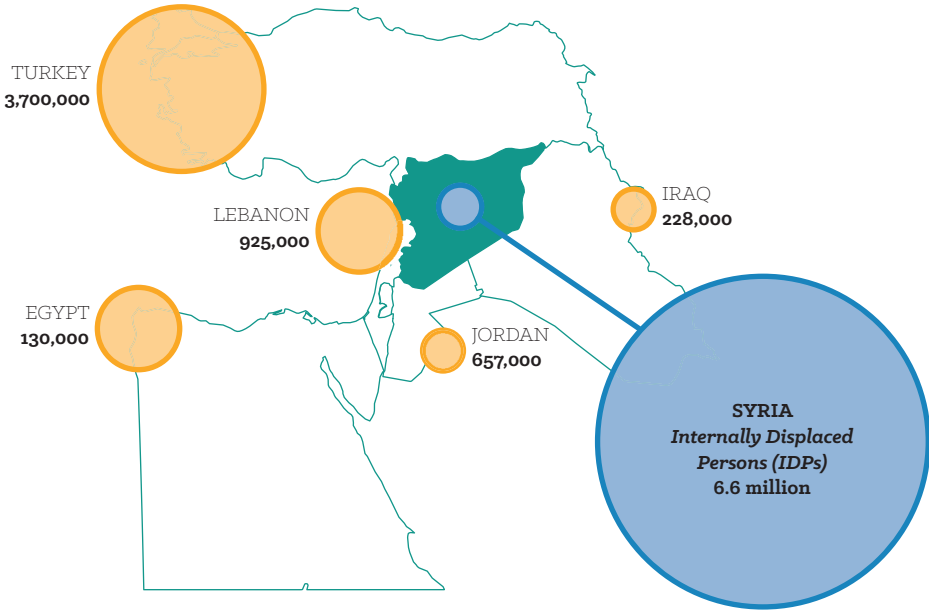 TURKEY
3,700,000
LEBANON
925,000
IRAQ
228,000
EGYPT
130,000
JORDAN
657,000
SYRIA
Internally Displaced
Persons (IDPs)
6.6 million